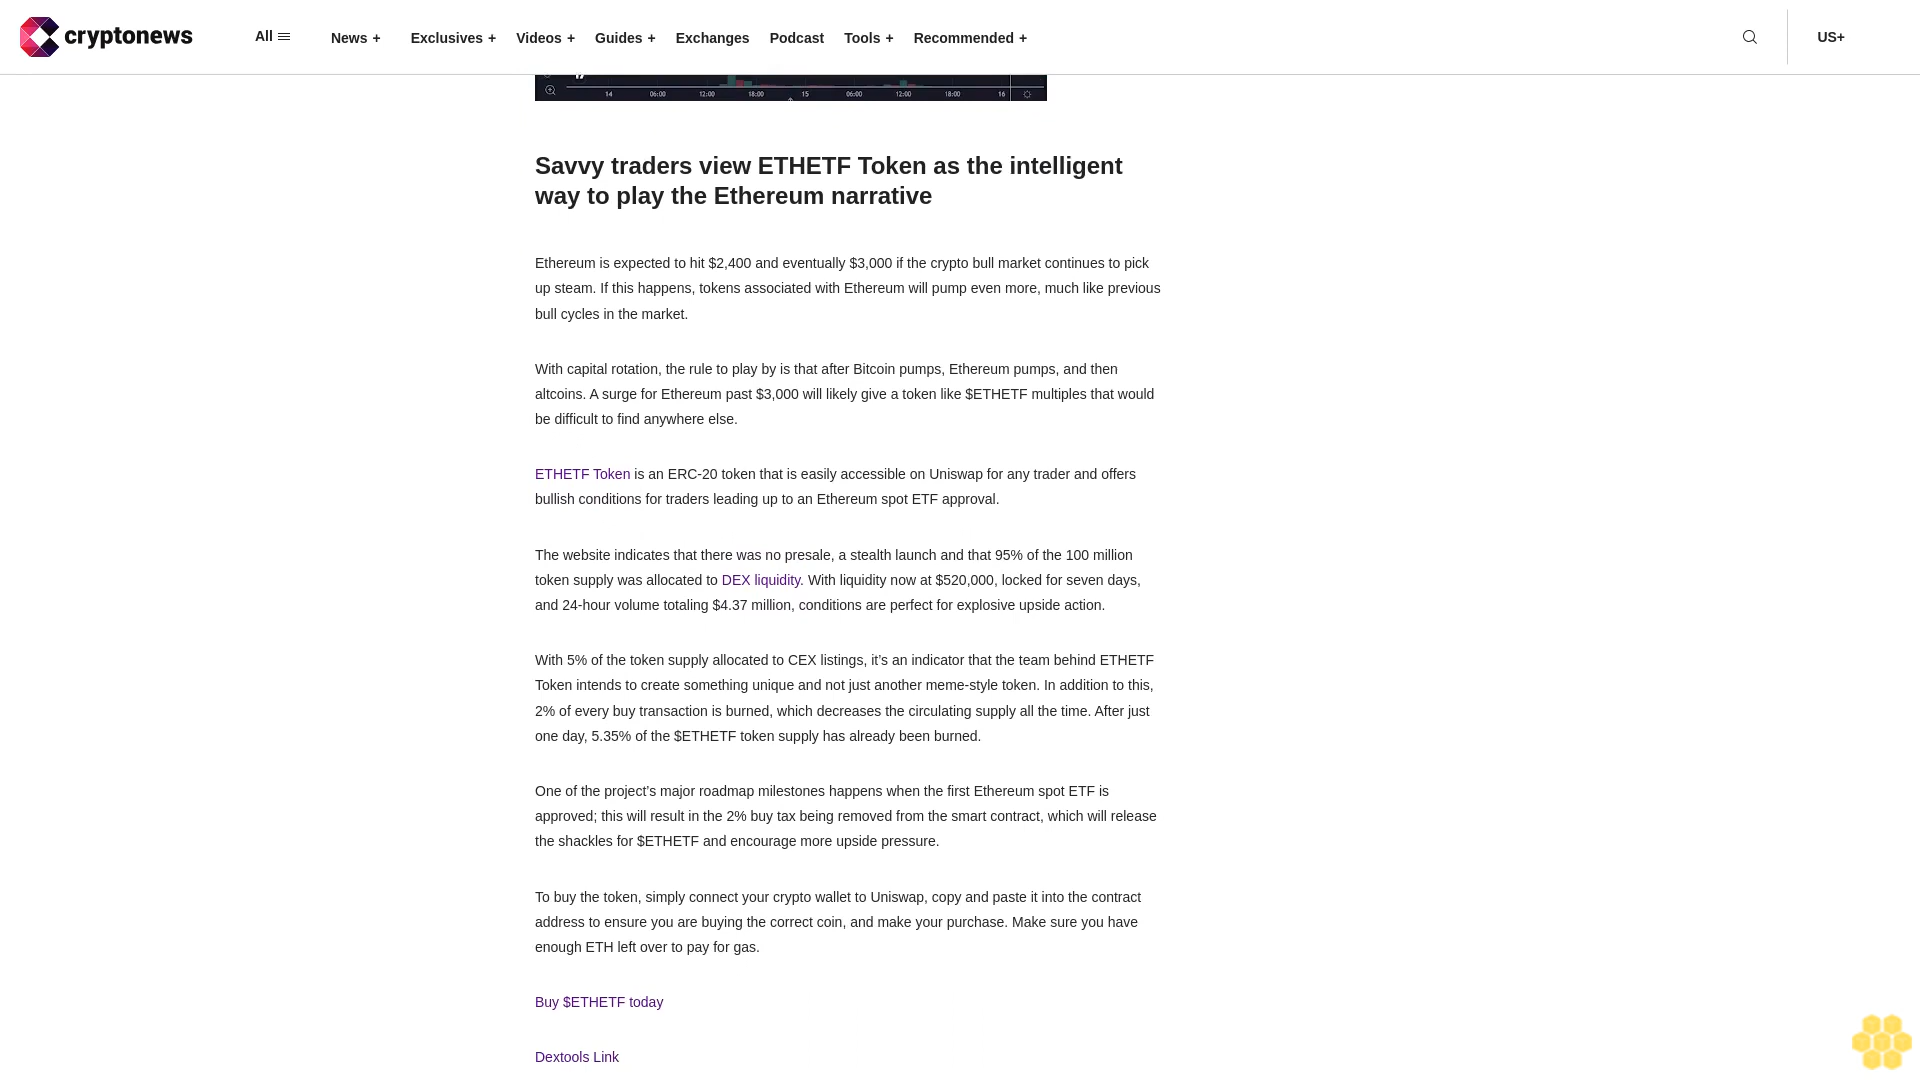 cryptonews
All
News +
Exclusives +
Videos +
Guides +
Exchanges
Podcast
Tools +
Recommended +
US+
14 06:00 12:00 18:00 15 06:00 12:00 18:00 16
Savvy traders view ETHETF Token as the intelligent
way to play the Ethereum narrative
Ethereum is expected to hit $2,400 and eventually $3,000 if the crypto bull market continues to pick
up steam. If this happens, tokens associated with Ethereum will pump even more, much like previous
bull cycles in the market.
With capital rotation, the rule to play by is that after Bitcoin pumps, Ethereum pumps, and then
altcoins. A surge for Ethereum past $3,000 will likely give a token like $ETHETF multiples that would
be difficult to find anywhere else.
ETHETF Token is an ERC-20 token that is easily accessible on Uniswap for any trader and offers
bullish conditions for traders leading up to an Ethereum spot ETF approval.
The website indicates that there was no presale, a stealth launch and that 95% of the 100 million
token supply was allocated to DEX liquidity. With liquidity now at $520,000, locked for seven days,
and 24-hour volume totaling $4.37 million, conditions are perfect for explosive upside action.
With 5% of the token supply allocated to CEX listings, it’s an indicator that the team behind ETHETF
Token intends to create something unique and not just another meme-style token. In addition to this,
2% of every buy transaction is burned, which decreases the circulating supply all the time. After just
one day, 5.35% of the $ETHETF token supply has already been burned.
One of the project’s major roadmap milestones happens when the first Ethereum spot ETF is
approved; this will result in the 2% buy tax being removed from the smart contract, which will release
the shackles for $ETHETF and encourage more upside pressure.
To buy the token, simply connect your crypto wallet to Uniswap, copy and paste it into the contract
address to ensure you are buying the correct coin, and make your purchase. Make sure you have
enough ETH left over to pay for gas.
Buy $ETHETF today
Dextools Link